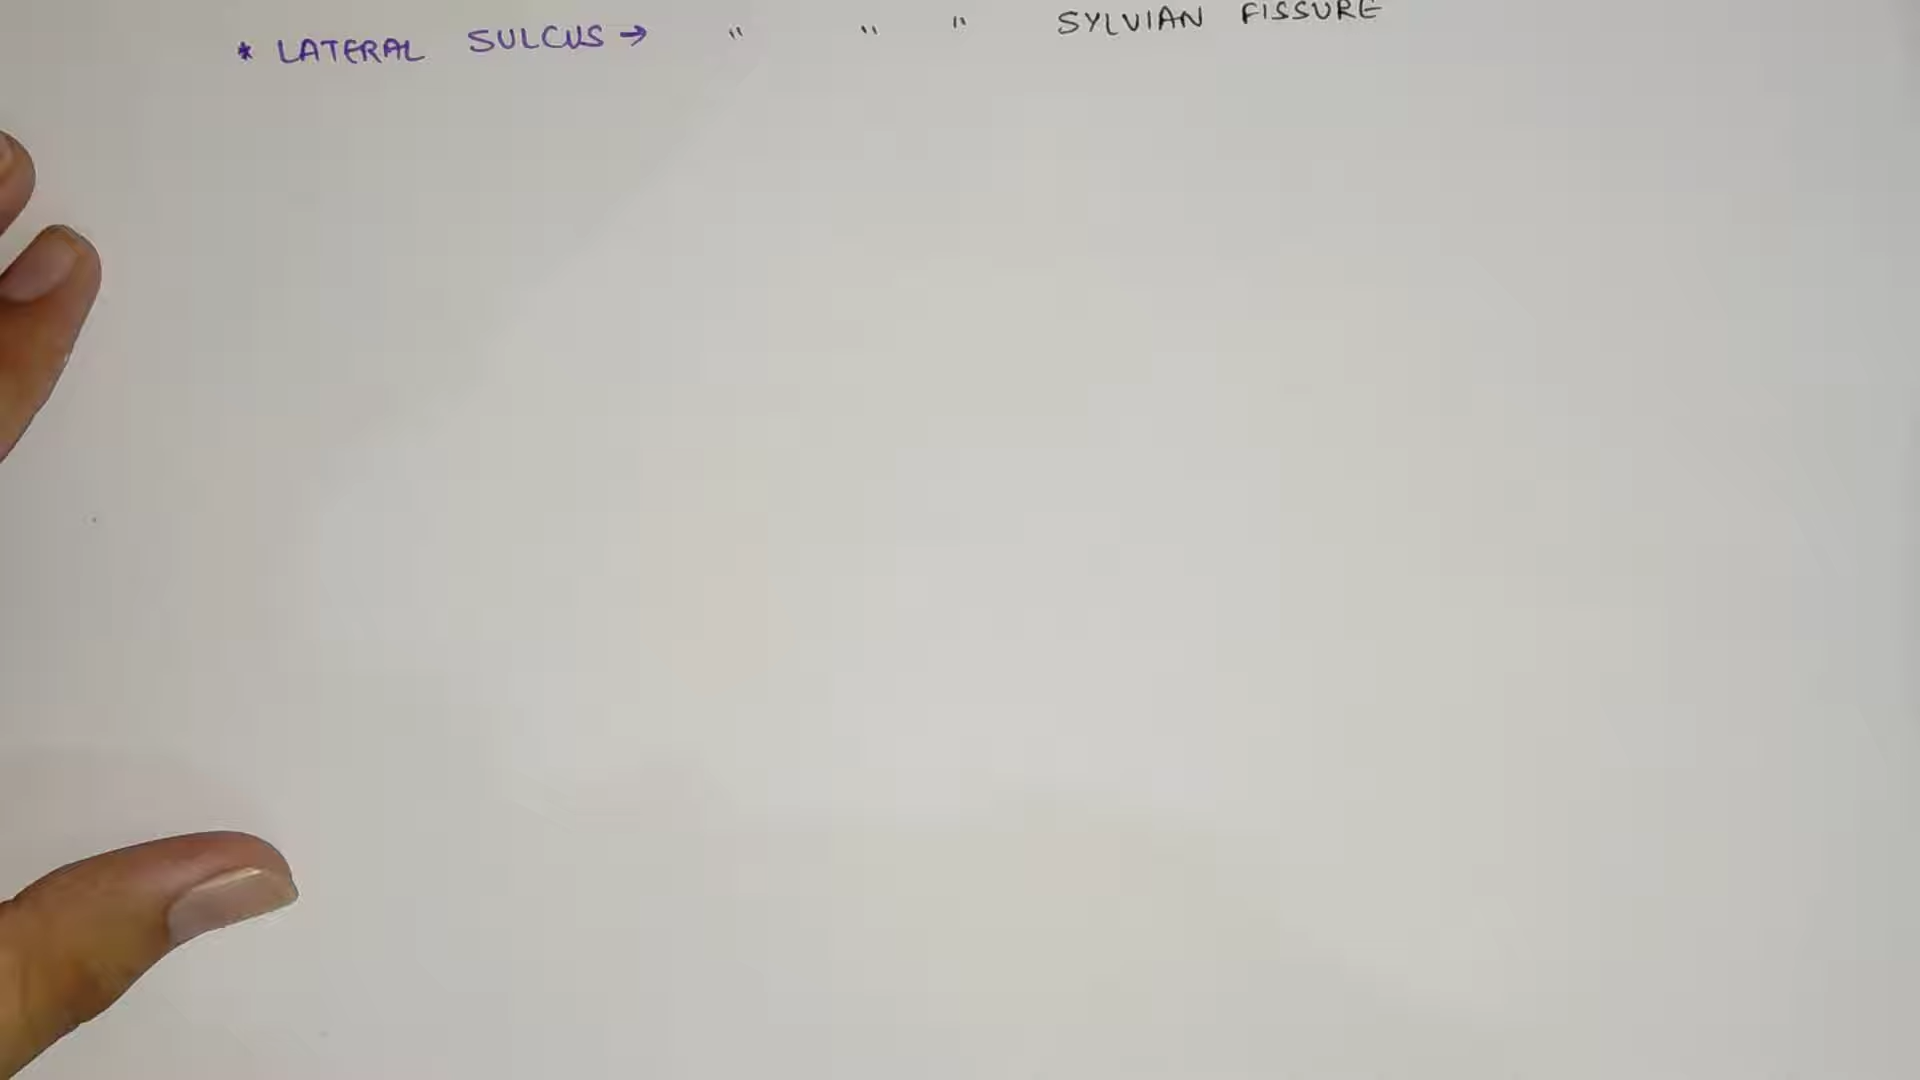 * LATERAL SULCUS → " " " SYLVIAN FISSURE